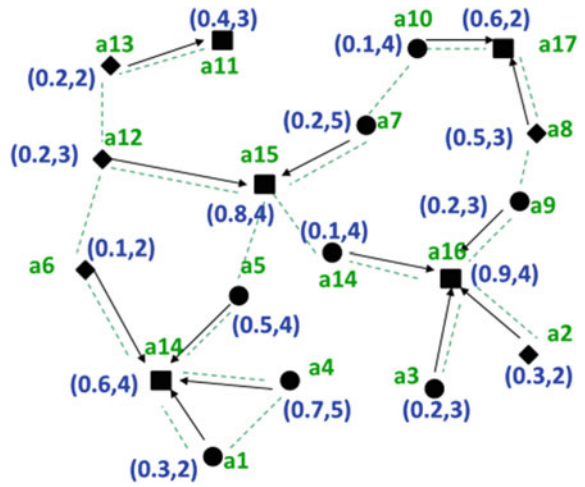 (0.4,3)
a10
(0.6,2)
a13
(0.1,4)
a17
a11
(0.2,2)
(0.2,5)
a7
a8
a12
(0.5,3)
(0.2,3)
a15
(0.2,3)
a9
(0.8,4)
(0.1,4)
(0.1,2)
a16
a6
a5
a14
(0.9,4)
(0.5,4)
a2
a14
a4
a3
(0.3,2)
(0.6,4)
(0.7,5)
(0.2,3)
a1
(0.3,2)